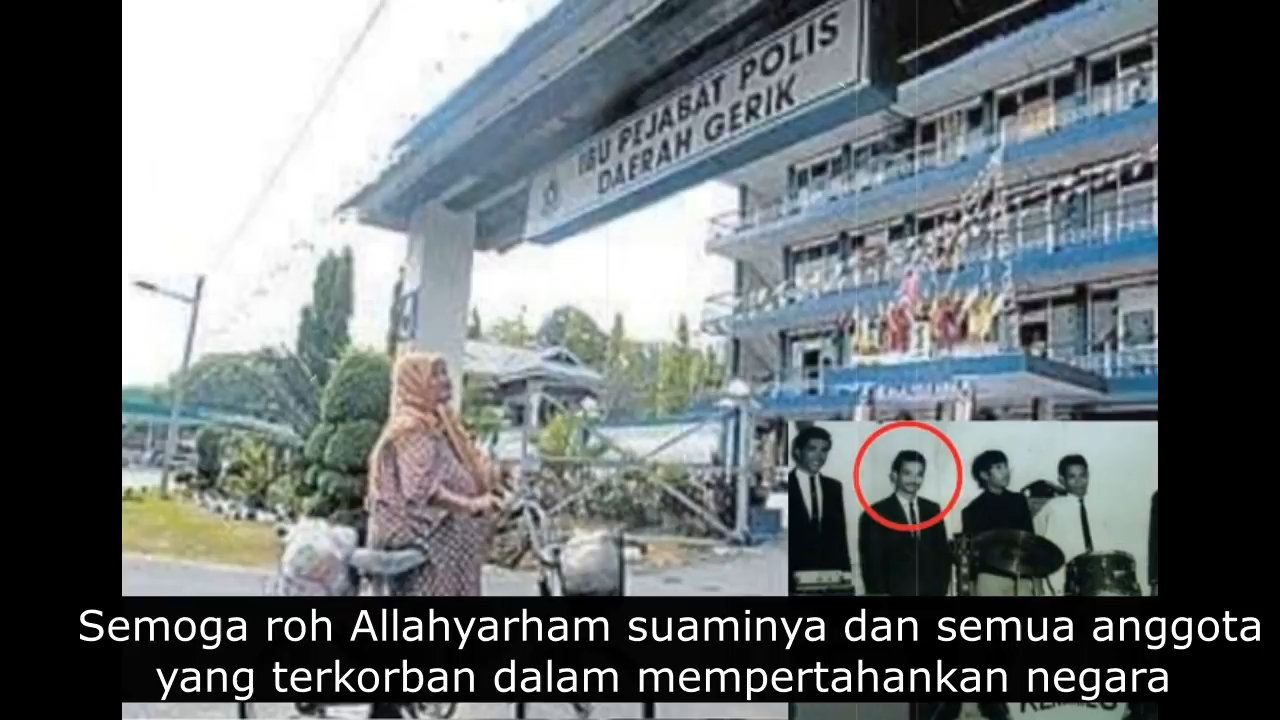 IBU PEJABAT POLIS
DAERAH GERIK
Semoga roh Allahyarham suaminya dan semua anggota
yang terkorban dalam mempertahankan negara